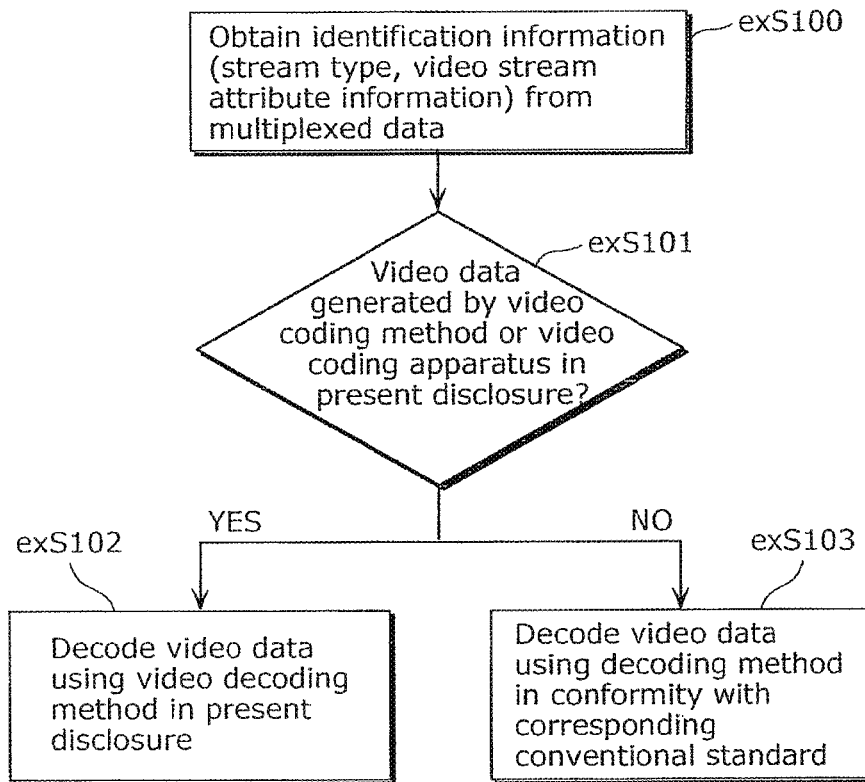 exS100
Obtain identification information
(stream type, video stream
attribute information) from
multiplexed data
exS101
Video data
generated by video
coding method or video
coding apparatus in
present disclosure?
YES
NO
exS102
exS103
Decode video data
using video decoding
method in present
disclosure
Decode video data
using decoding method
in conformity with
corresponding
conventional standard